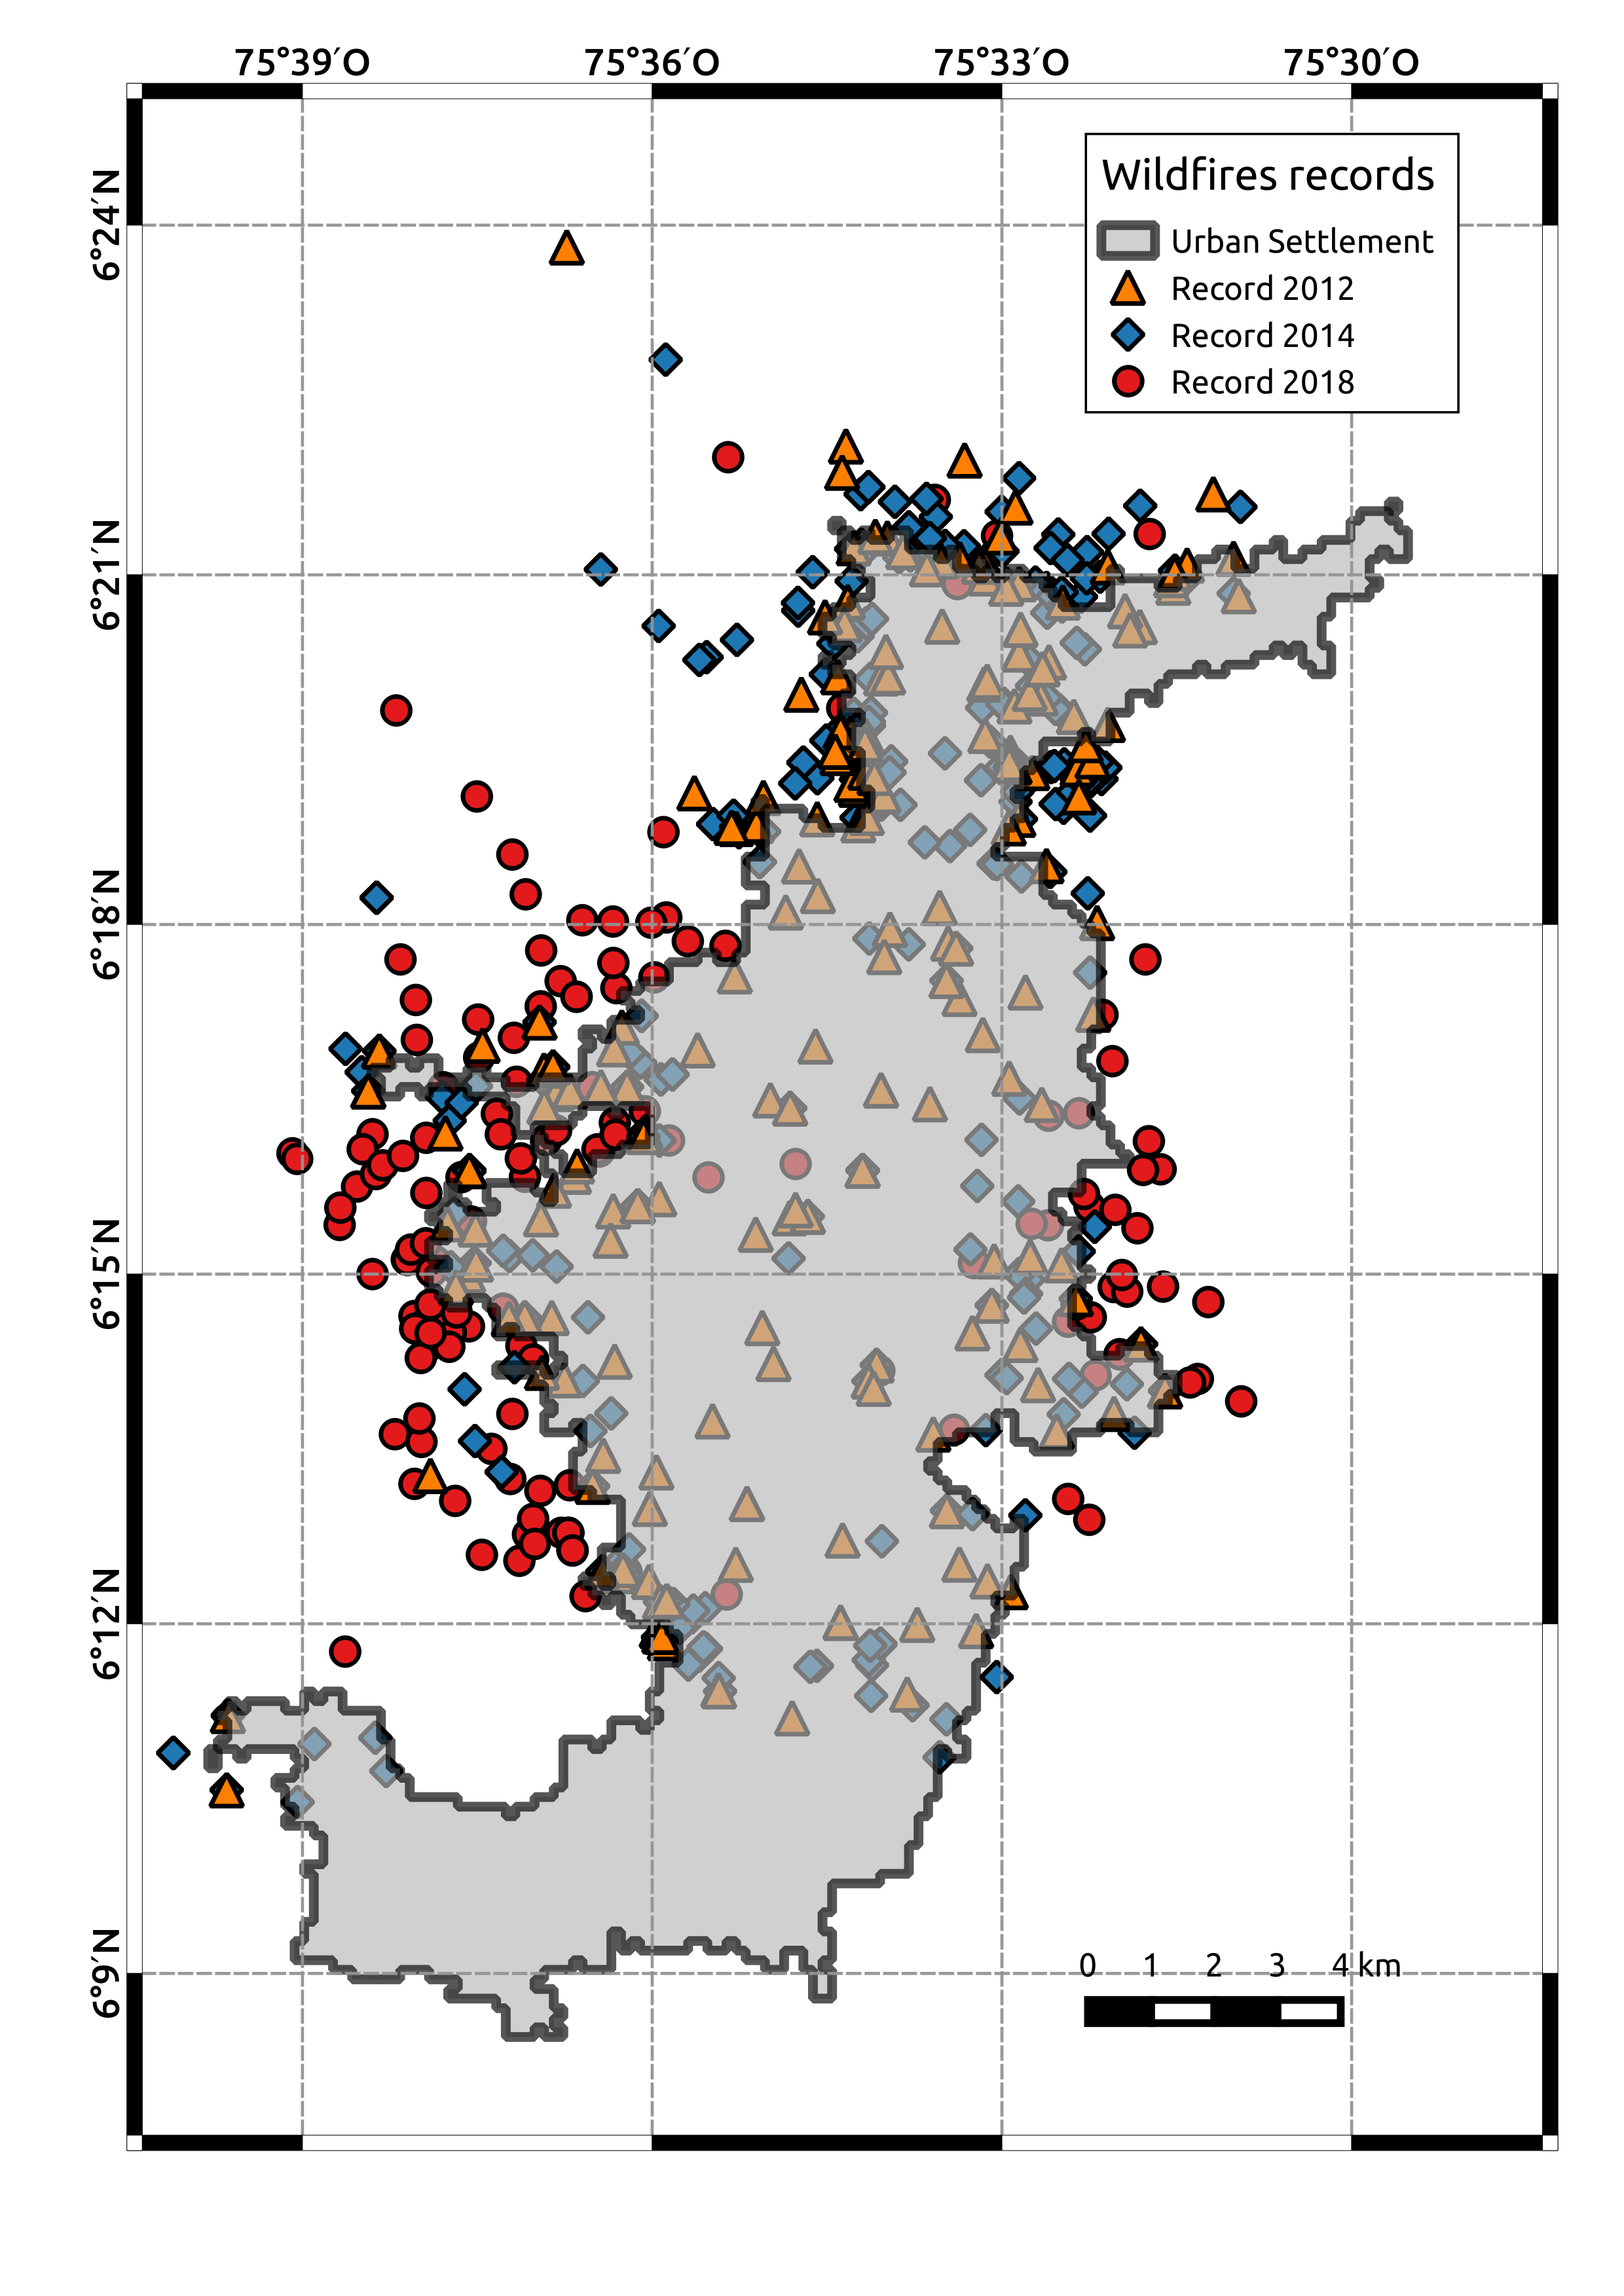 75°39′O 75°36′O 75°33′O 75°30′O
Wildfires records
Urban Settlement
Record 2012
Record 2014
Record 2018
6°24′N
6°21′N
6°18′N
6°15′N
6°12′N
6°9′N
0 1 2 3 4 km